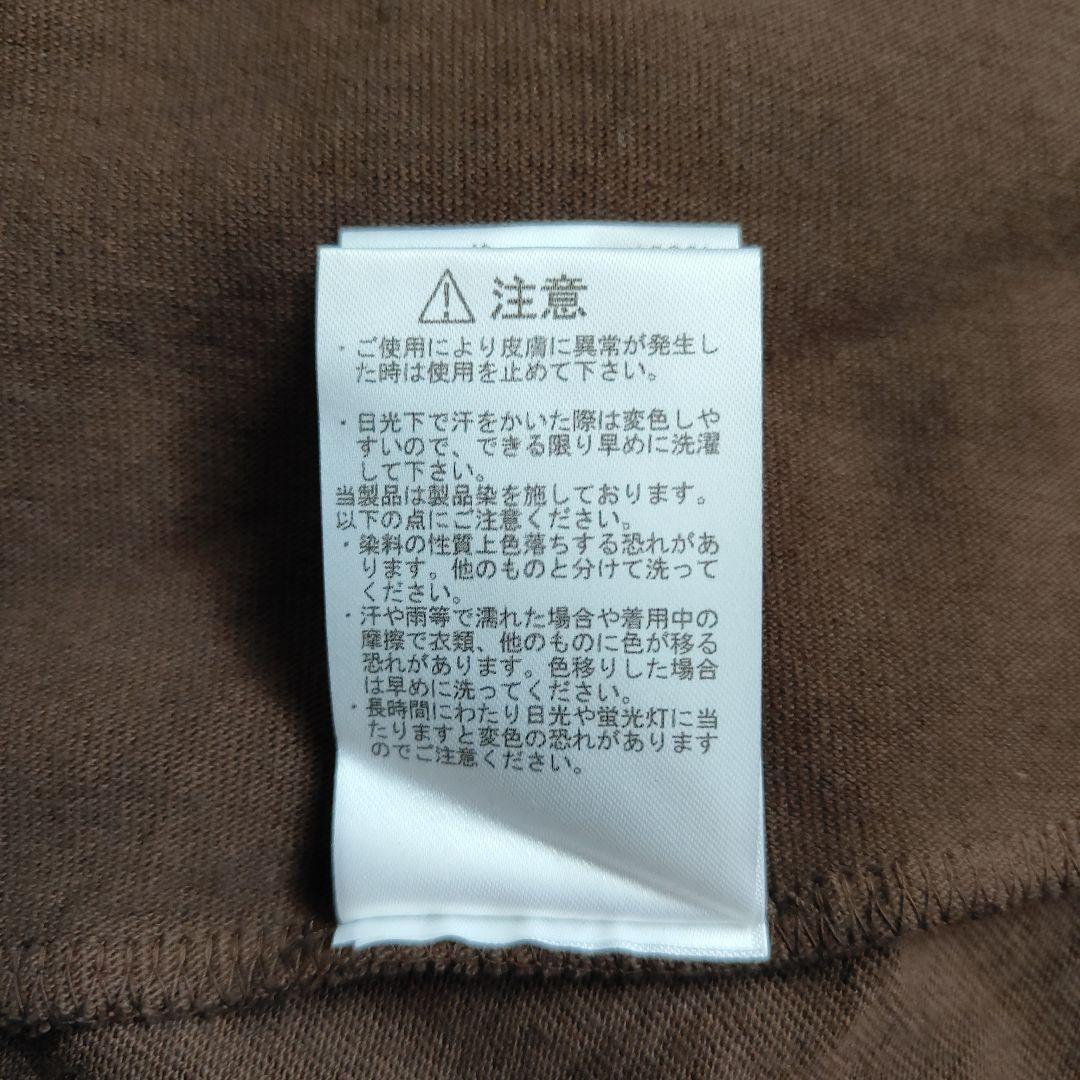 注意
・ご使用により皮膚に異常が発生し
た時は使用を止めて下さい。
・日光下で汗をかいた際は変色しや
すいので、できる限り早めに洗濯
して下さい。
当製品は製品染を施しております。
以下の点にご注意ください。
・染料の性質上色落ちする恐れがあ
ります。他のものと分けて洗って
ください。
・汗や雨等で濡れた場合や着用中の
摩擦で衣類、他のものに色が移る
恐れがあります。色移りした場合
は早めに洗ってください。
・長時間にわたり日光や蛍光灯に当
たりますと変色の恐れがあります
のでご注意ください。